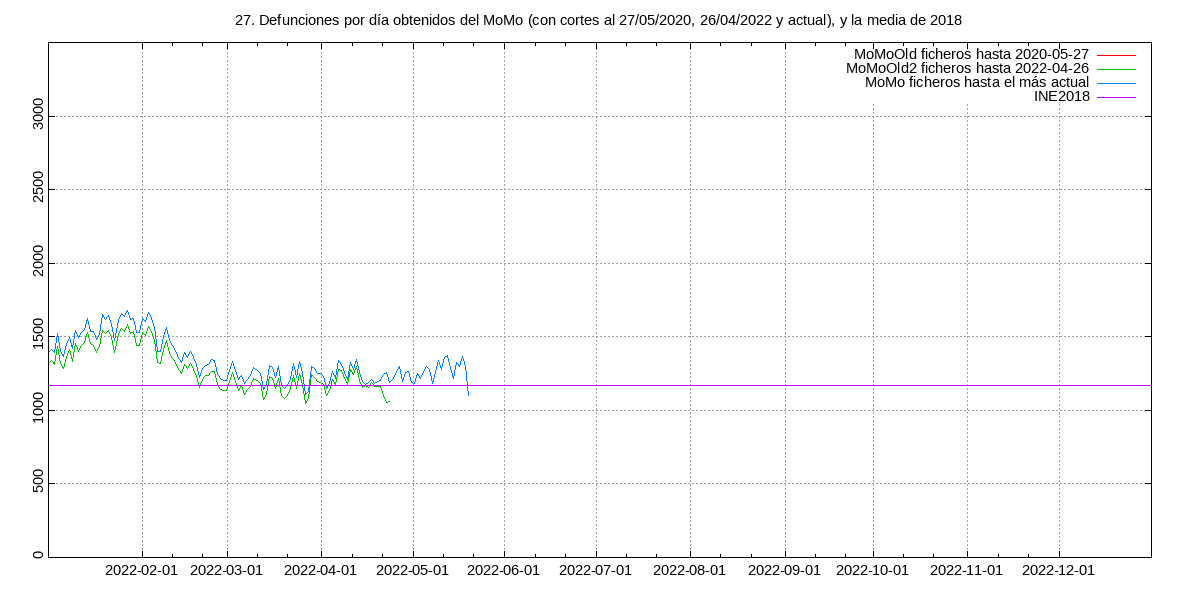 27. Defunciones por día obtenidos del MoMo (con cortes al 27/05/2020, 26/04/2022 y actual), y la media de 2018
MoMoOld ficheros hasta 2020-05-27
MoMoOld2 ficheros hasta 2022-04-26
MoMo ficheros hasta el más actual
INE2018
3000
2500
2000
1500
1000
500
0
2022-02-01 2022-03-01 2022-04-01 2022-05-01 2022-06-01 2022-07-01 2022-08-01 2022-09-01 2022-10-01 2022-11-01 2022-12-01